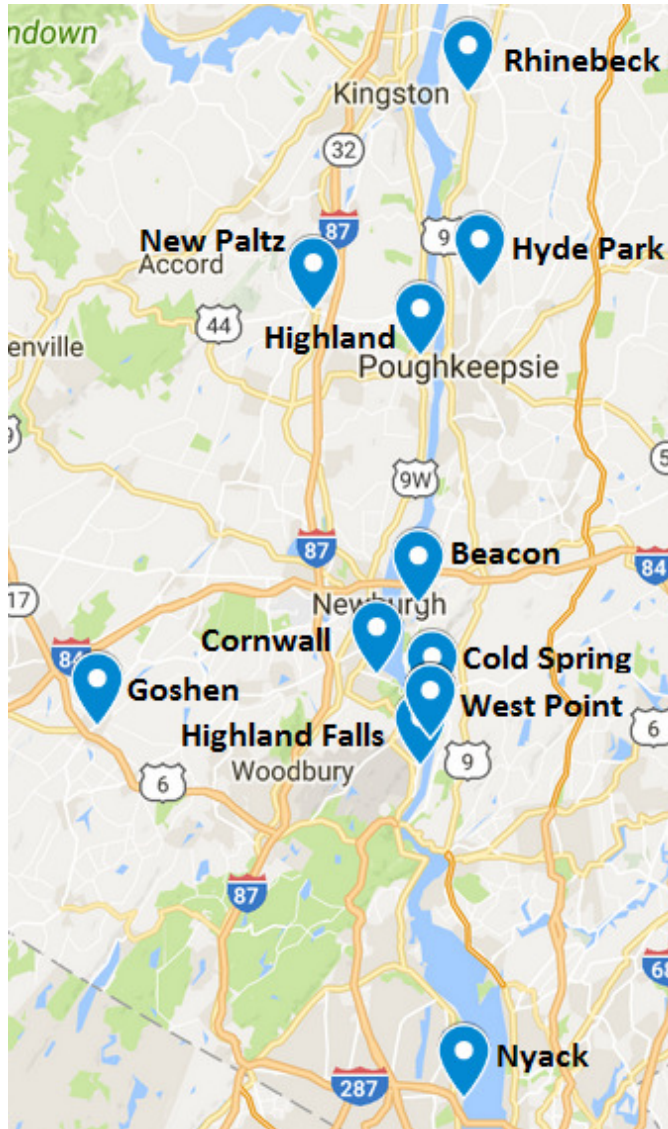 ndown
Rhinebeck
Kingston
32
87
9
New Paltz
Accord
Hyde Park
44
Highland
enville
Poughkeepsie
9W
87
Beacon
84
17
Newburgh
Cornwall
84
Cold Spring
Goshen
West Point
6
Highland Falls
9
Woodbury
6
87
68
Nyack
287